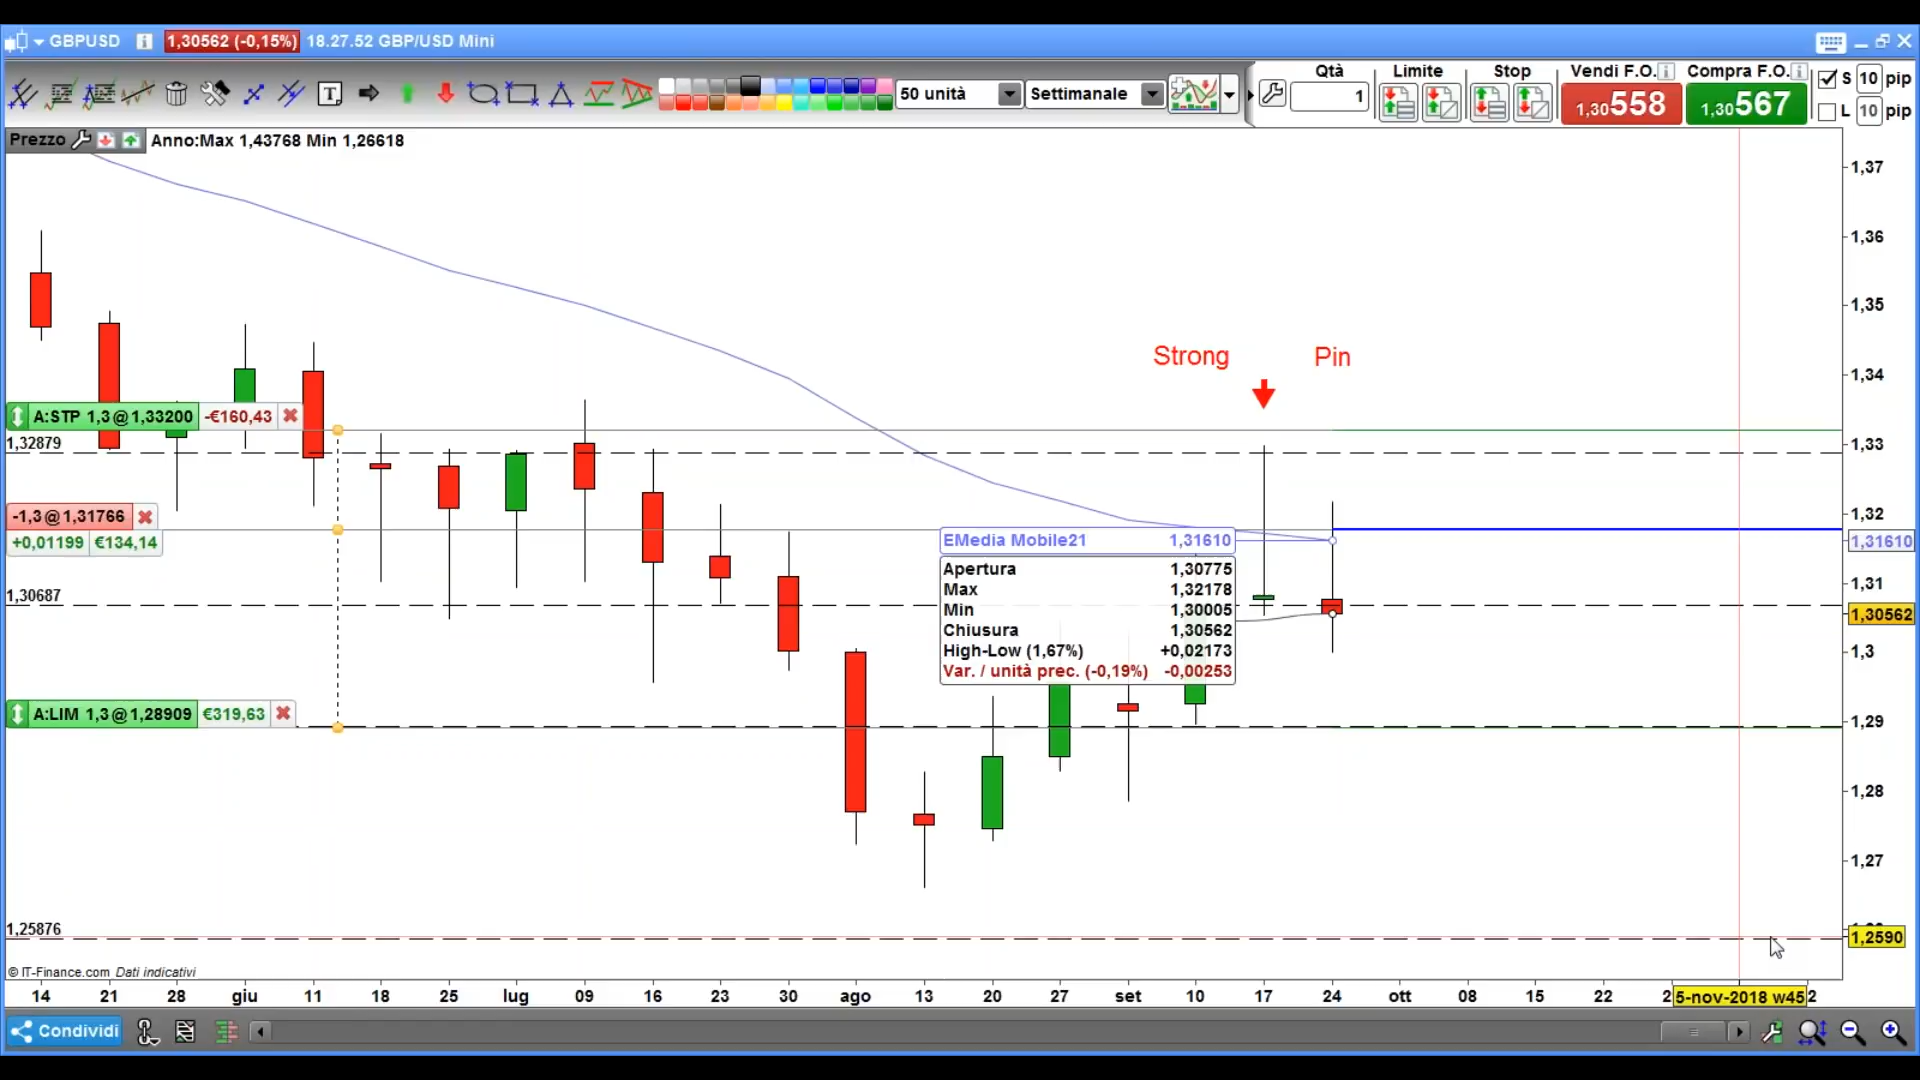 GBPUSD 1,30562 (-0,15%) 18.27.52 GBP/USD Mini
50 unità Settimanale
Qtà Limite Stop Vendi F.O. Compra F.O. S 10 pip
1 1,30558 1,30567 L 10 pip
Prezzo Anno:Max 1,43768 Min 1,26618
1,37
1,36
1,35
Strong Pin
1,34
A:STP 1,3@1,33200 -€160,43
1,32879
1,33
-1,3@1,31766
+0,01199 €134,14
1,32
EMedia Mobile21 1,31610
1,31610
Apertura 1,30775
Max 1,32178
Min 1,30005
Chiusura 1,30562
High-Low (1,67%) +0,02173
Var. / unità prec. (-0,19%) -0,00253
1,31
1,30687
1,30562
1,3
A:LIM 1,3@1,28909 €319,63
1,29
1,28
1,27
1,25876
1,2590
© IT-Finance.com Dati indicativi
14 21 28 giu 11 18 25 lug 09 16 23 30 ago 13 20 27 set 10 17 24 ott 08 15 22 2 5-nov-2018 w45 2
Condividi